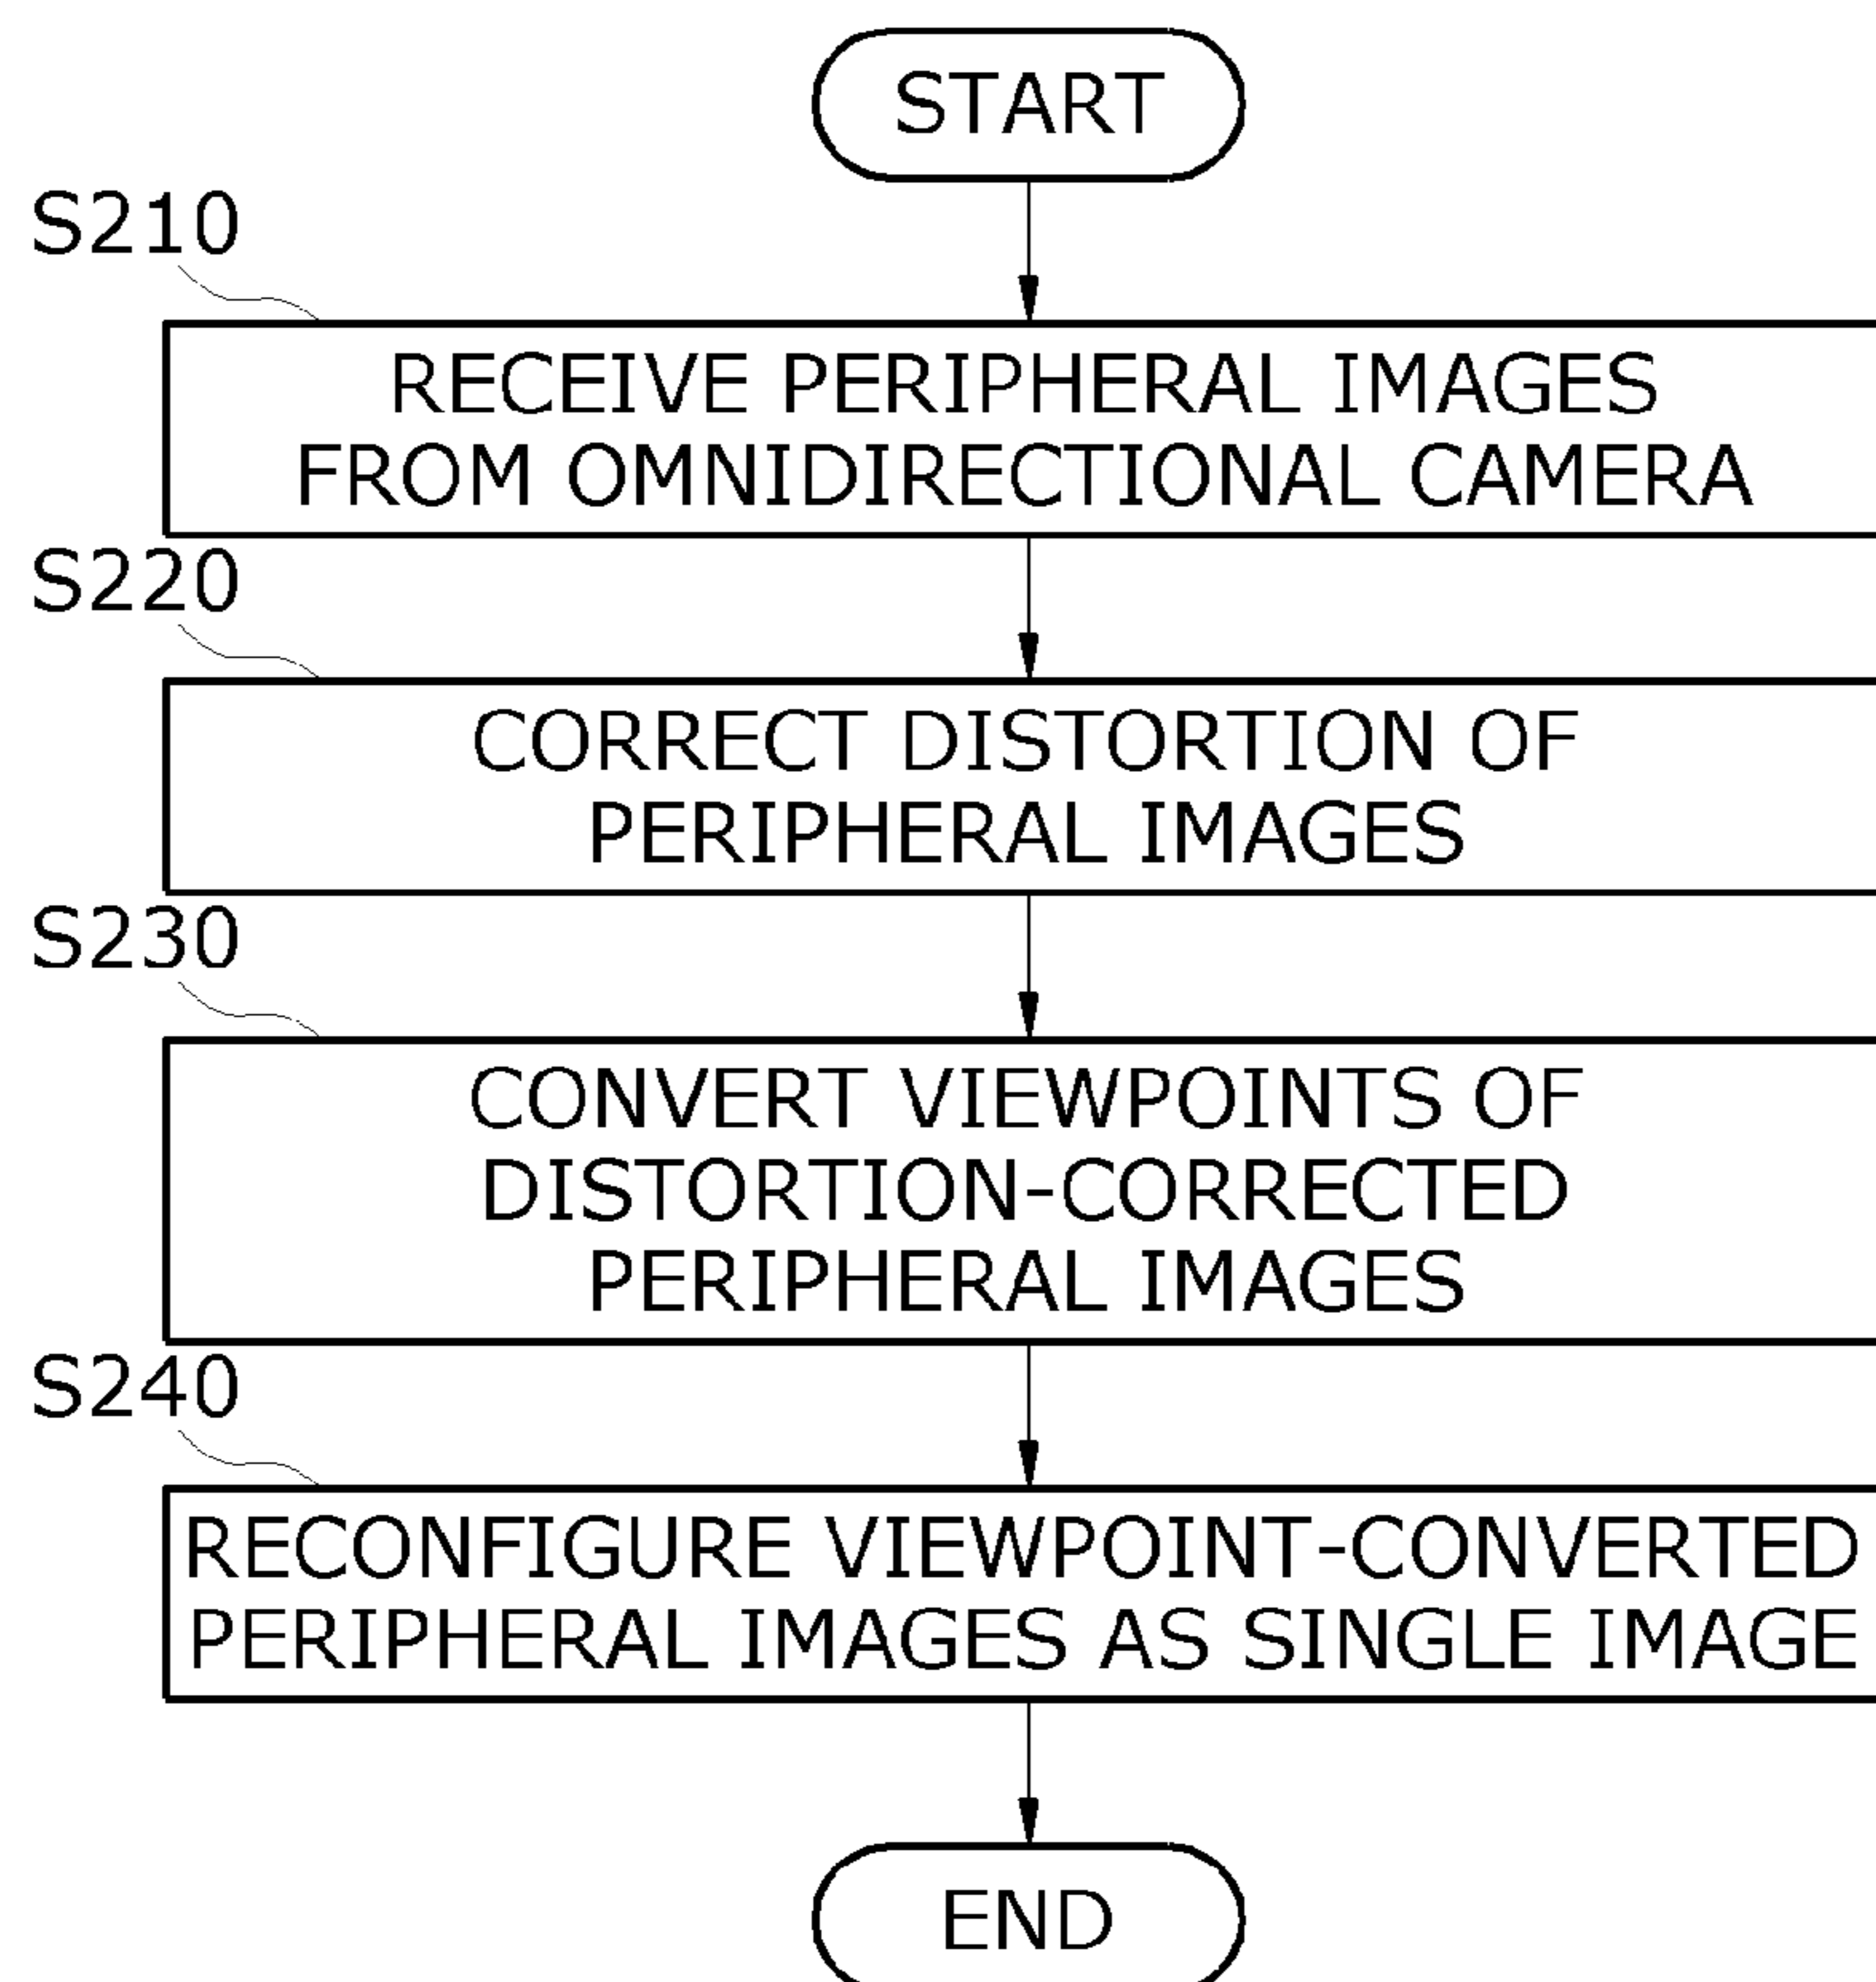 START
S210
RECEIVE PERIPHERAL IMAGES
FROM OMNIDIRECTIONAL CAMERA
S220
CORRECT DISTORTION OF
PERIPHERAL IMAGES
S230
CONVERT VIEWPOINTS OF
DISTORTION-CORRECTED
PERIPHERAL IMAGES
S240
RECONFIGURE VIEWPOINT-CONVERTED
PERIPHERAL IMAGES AS SINGLE IMAGE
END